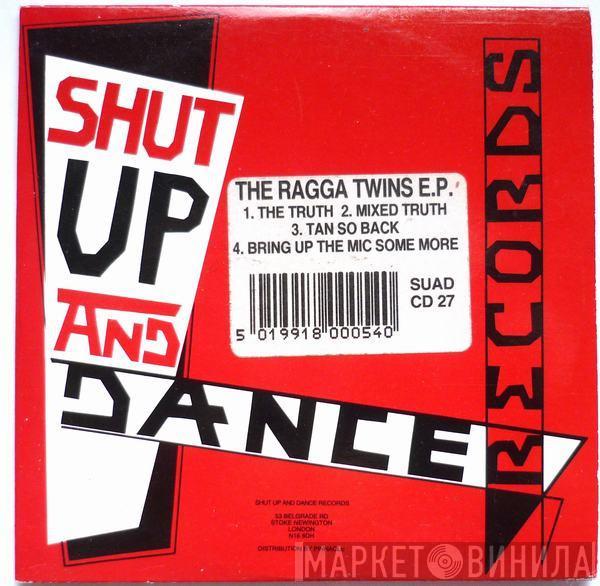 SHUT
UP
AND
DANCE
RECORDS
THE RAGGA TWINS E.P.
1. THE TRUTH 2. MIXED TRUTH
3. TAN SO BACK
4. BRING UP THE MIC SOME MORE
SUAD
CD 27
5 019918 000540
SHUT UP AND DANCE RECORDS
53 BELGRADE RD
STOKE NEWINGTON
LONDON
N16 8DH
DISTRIBUTION BY PINNACLE
МАРКЕТ ВИНИЛА